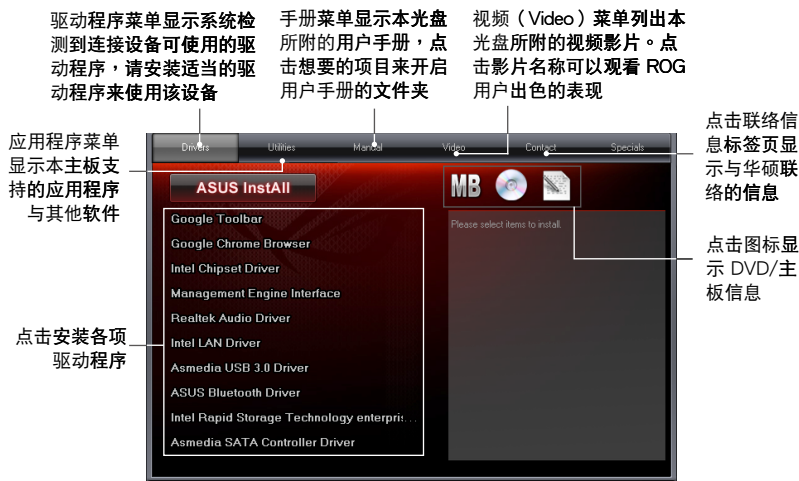 驱动程序菜单显示系统检
测到连接设备可使用的驱
动程序，请安装适当的驱
动程序来使用该设备
手册菜单显示本光盘
所附的用户手册，点
击想要的项目来开启
用户手册的文件夹
视频（Video）菜单列出本
光盘所附的视频影片。点
击影片名称可以观看 ROG
用户出色的表现
应用程序菜单
显示本主板支
持的应用程序
与其他软件
点击联络信
息标签页显
示与华硕联
络的信息
点击图标显
示 DVD/主
板信息
点击安装各项
驱动程序
Drivers
Utilities
Manual
Video
Contact
Specials
ASUS InstAll
MB
Please select items to install.
Google Toolbar
Google Chrome Browser
Intel Chipset Driver
Management Engine Interface
Realtek Audio Driver
Intel LAN Driver
Asmedia USB 3.0 Driver
ASUS Bluetooth Driver
Intel Rapid Storage Technology enterpris...
Asmedia SATA Controller Driver